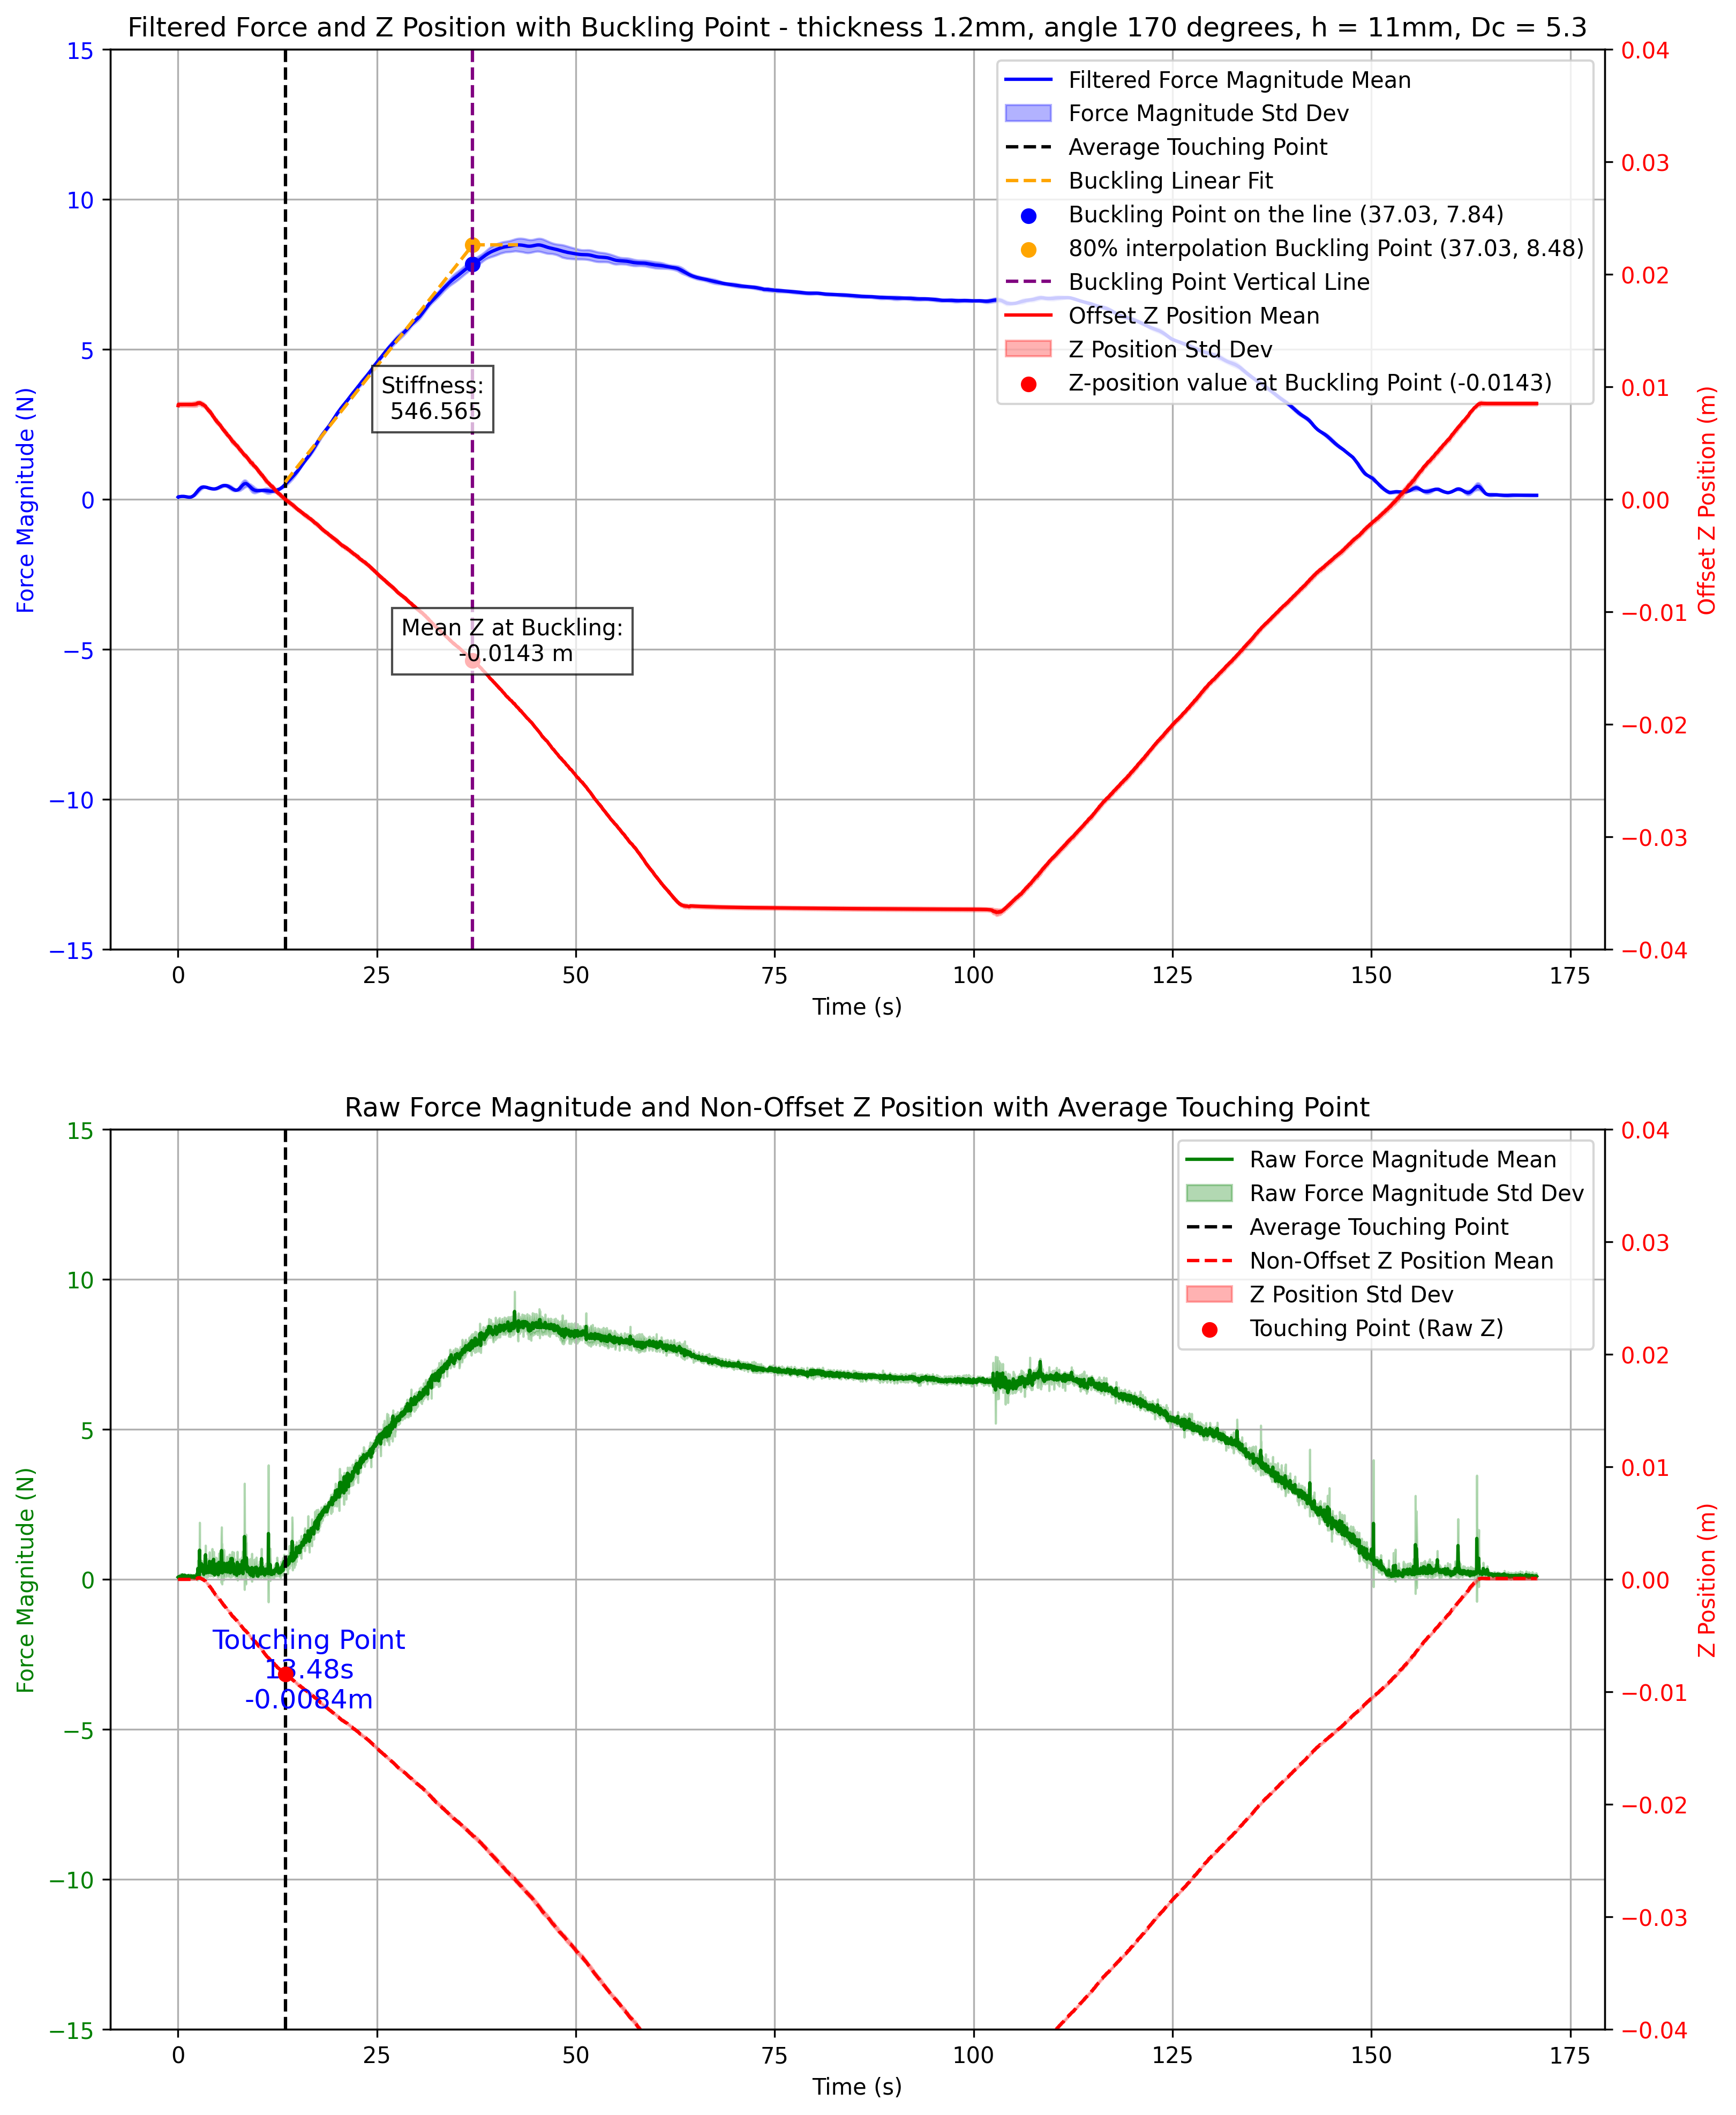 Filtered Force and Z Position with Buckling Point - thickness 1.2mm, angle 170 degrees, h = 11mm, Dc = 5.3
15
10
5
0
−5
−10
−15
Force Magnitude (N)
0.04
0.03
0.02
0.01
0.00
−0.01
−0.02
−0.03
−0.04
Offset Z Position (m)
Filtered Force Magnitude Mean
Force Magnitude Std Dev
Average Touching Point
Buckling Linear Fit
Buckling Point on the line (37.03, 7.84)
80% interpolation Buckling Point (37.03, 8.48)
Buckling Point Vertical Line
Offset Z Position Mean
Z Position Std Dev
Z-position value at Buckling Point (-0.0143)
Stiffness:
546.565
Mean Z at Buckling:
-0.0143 m
0 25 50 75 100 125 150 175
Time (s)
Raw Force Magnitude and Non-Offset Z Position with Average Touching Point
15
10
5
0
−5
−10
−15
Force Magnitude (N)
0.04
0.03
0.02
0.01
0.00
−0.01
−0.02
−0.03
−0.04
Z Position (m)
Raw Force Magnitude Mean
Raw Force Magnitude Std Dev
Average Touching Point
Non-Offset Z Position Mean
Z Position Std Dev
Touching Point (Raw Z)
Touching Point
13.48s
-0.0084m
0 25 50 75 100 125 150 175
Time (s)